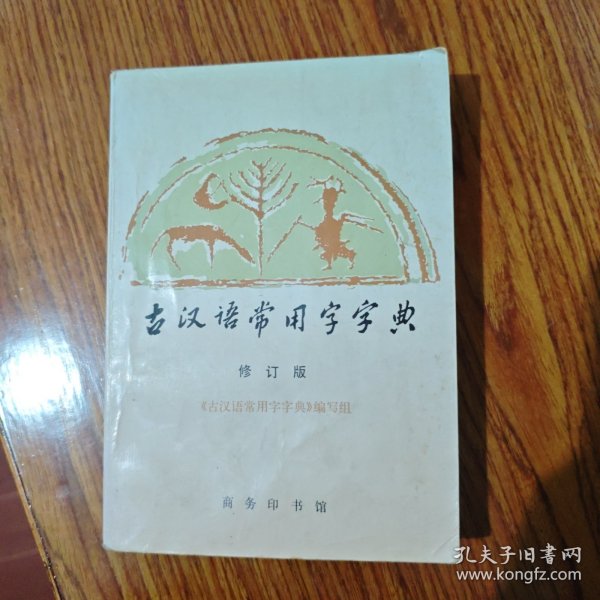 古汉语常用字字典
修订版
《古汉语常用字字典》编写组
商务印书馆
孔夫子旧书网
www.kongfz.com